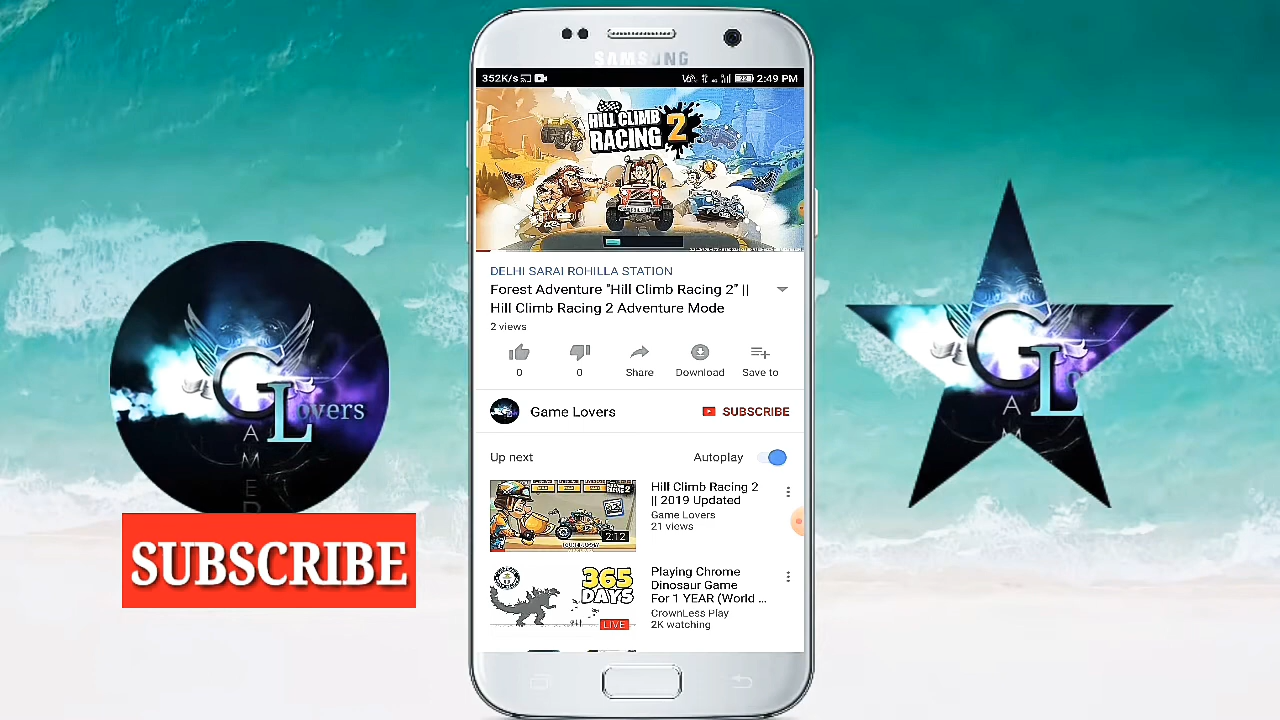 SAMSUNG
352K/s
2:49 PM
HILL CLIMB
RACING 2
DELHI SARAI ROHILLA STATION
Forest Adventure "Hill Climb Racing 2" ||
Hill Climb Racing 2 Adventure Mode
2 views
0
0
Share
Download
Save to
Game Lovers
SUBSCRIBE
Up next
Autoplay
Hill Climb Racing 2
|| 2019 Updated
Game Lovers
21 views
2:12
365
DAYS
LIVE
Playing Chrome
Dinosaur Game
For 1 YEAR (World ...
CrownLess Play
2K watching
G
Lovers
A
M
E
R
SUBSCRIBE
G
Lo
A
M